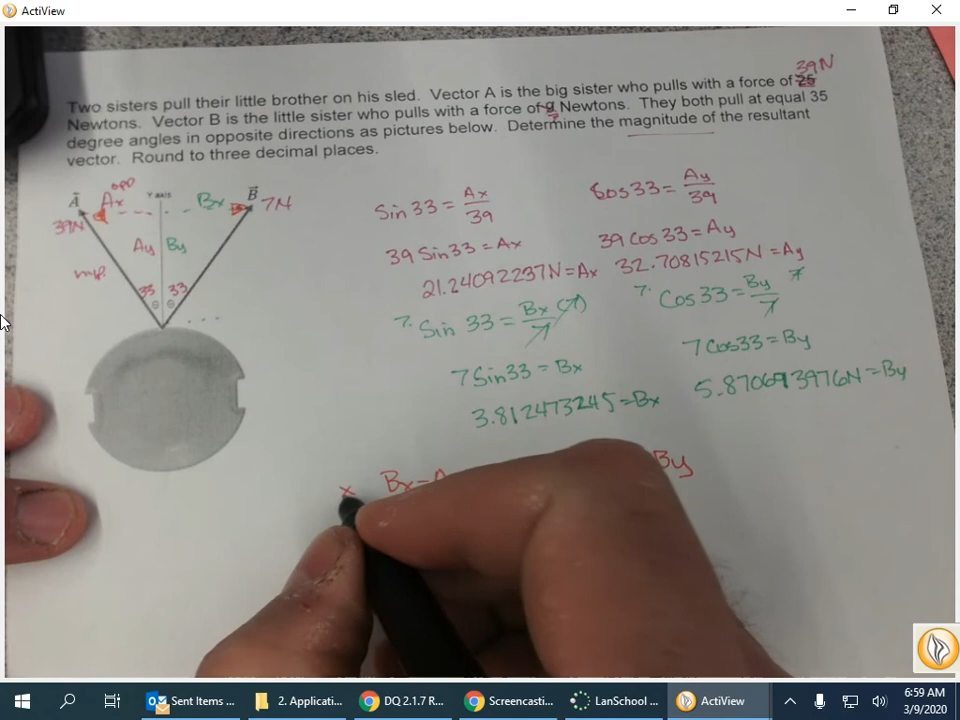 ActiView
39N
Two sisters pull their little brother on his sled. Vector A is the big sister who pulls with a force of 25
Newtons. Vector B is the little sister who pulls with a force of Newtons. They both pull at equal 35
degree angles in opposite directions as pictures below. Determine the magnitude of the resultant
vector. Round to three decimal places.
opp
A Ax Y AXIS Bx B 7N
39N
Ay By
hyp
33 33
θ θ
Sin 33 = Ax/39
39 Sin 33 = Ax
21.24092237N = Ax
7. Sin 33 = Bx/7 (7)
7 Sin 33 = Bx
3.812473245 = Bx
Cos 33 = Ay/39
39 Cos 33 = Ay
32.70815215N = Ay
7. Cos 33 = By/7 7
7 Cos 33 = By
5.870693976N = By
x Bx - By
6:59 AM
Sent Items ...
2. Applicati...
DQ 2.1.7 R...
Screencasti...
LanSchool ...
ActiView
3/9/2020